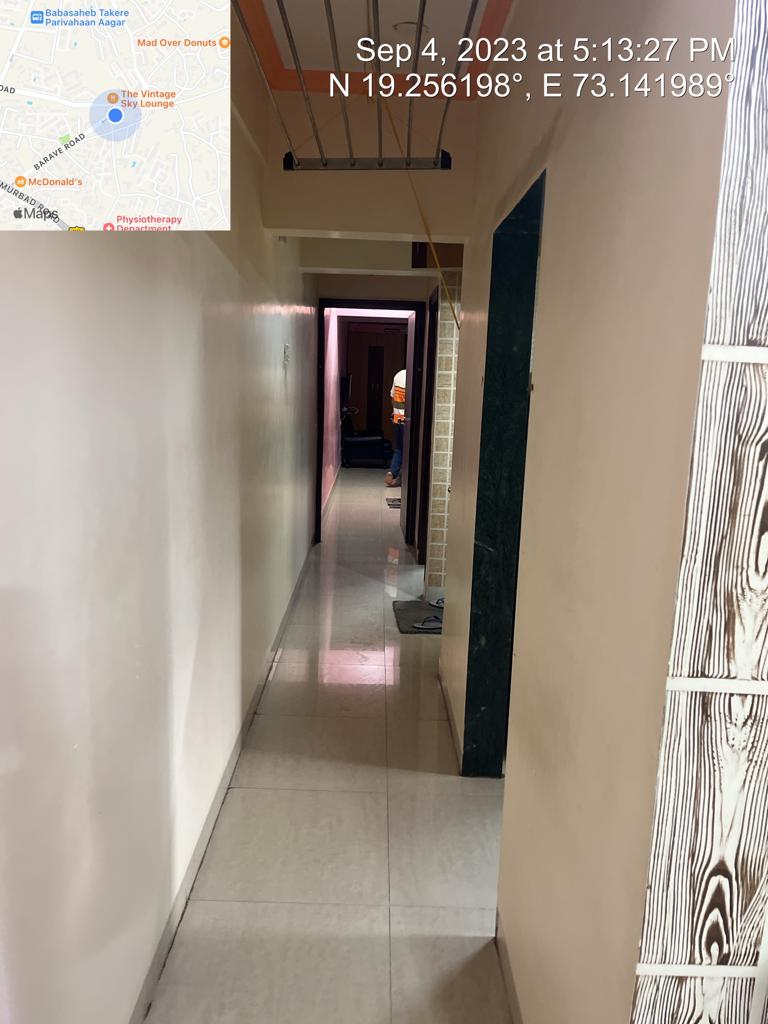 Babasaheb Takere
Parivahaan Aagar
Mad Over Donuts
OAD
The Vintage
Sky Lounge
BARAVE ROAD
McDonald's
MURBAD ROAD
Maps
Physiotherapy
Department
Sep 4, 2023 at 5:13:27 PM
N 19.256198°, E 73.141989°